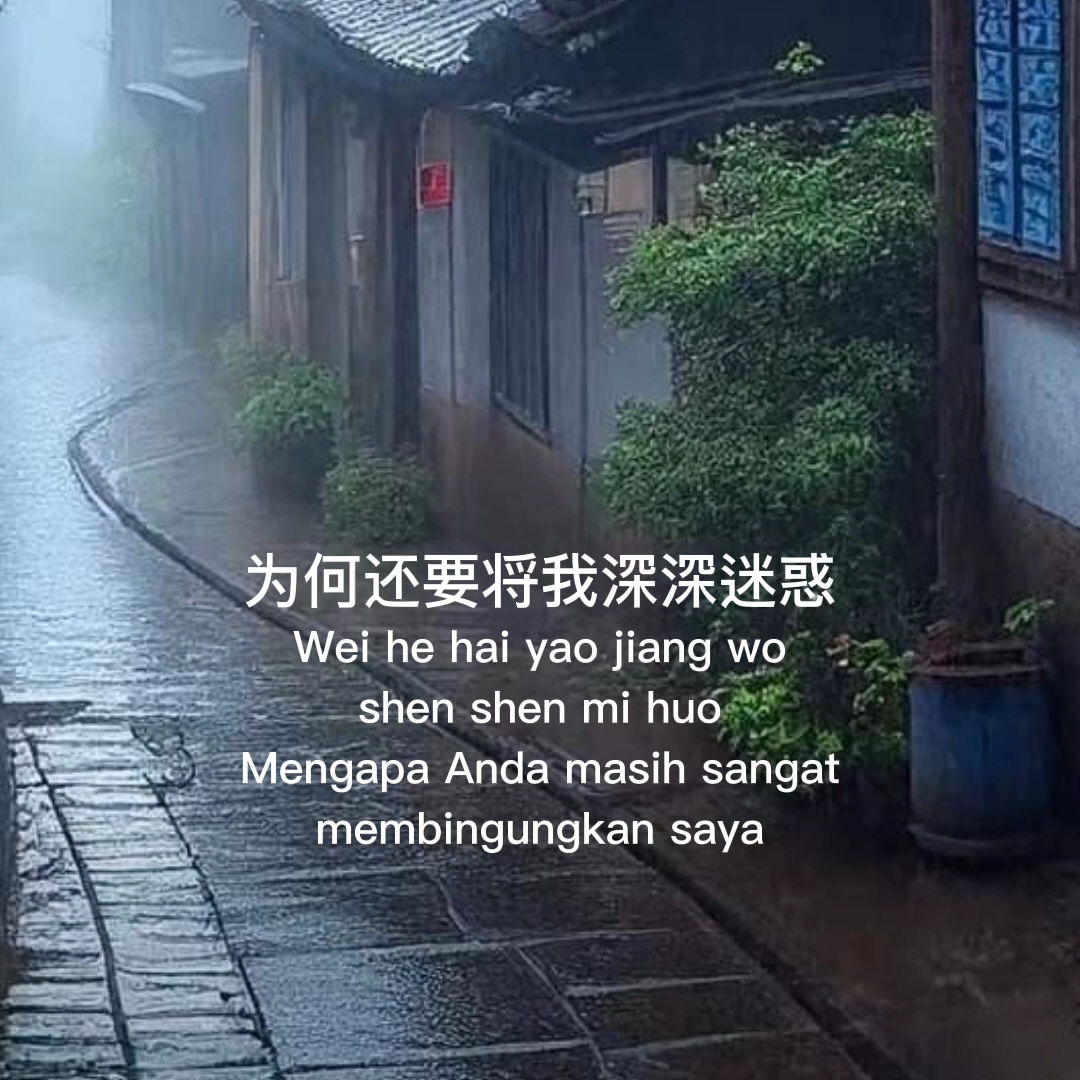 为何还要将我深深迷惑
Wei he hai yao jiang wo
shen shen mi huo
Mengapa Anda masih sangat
membingungkan saya